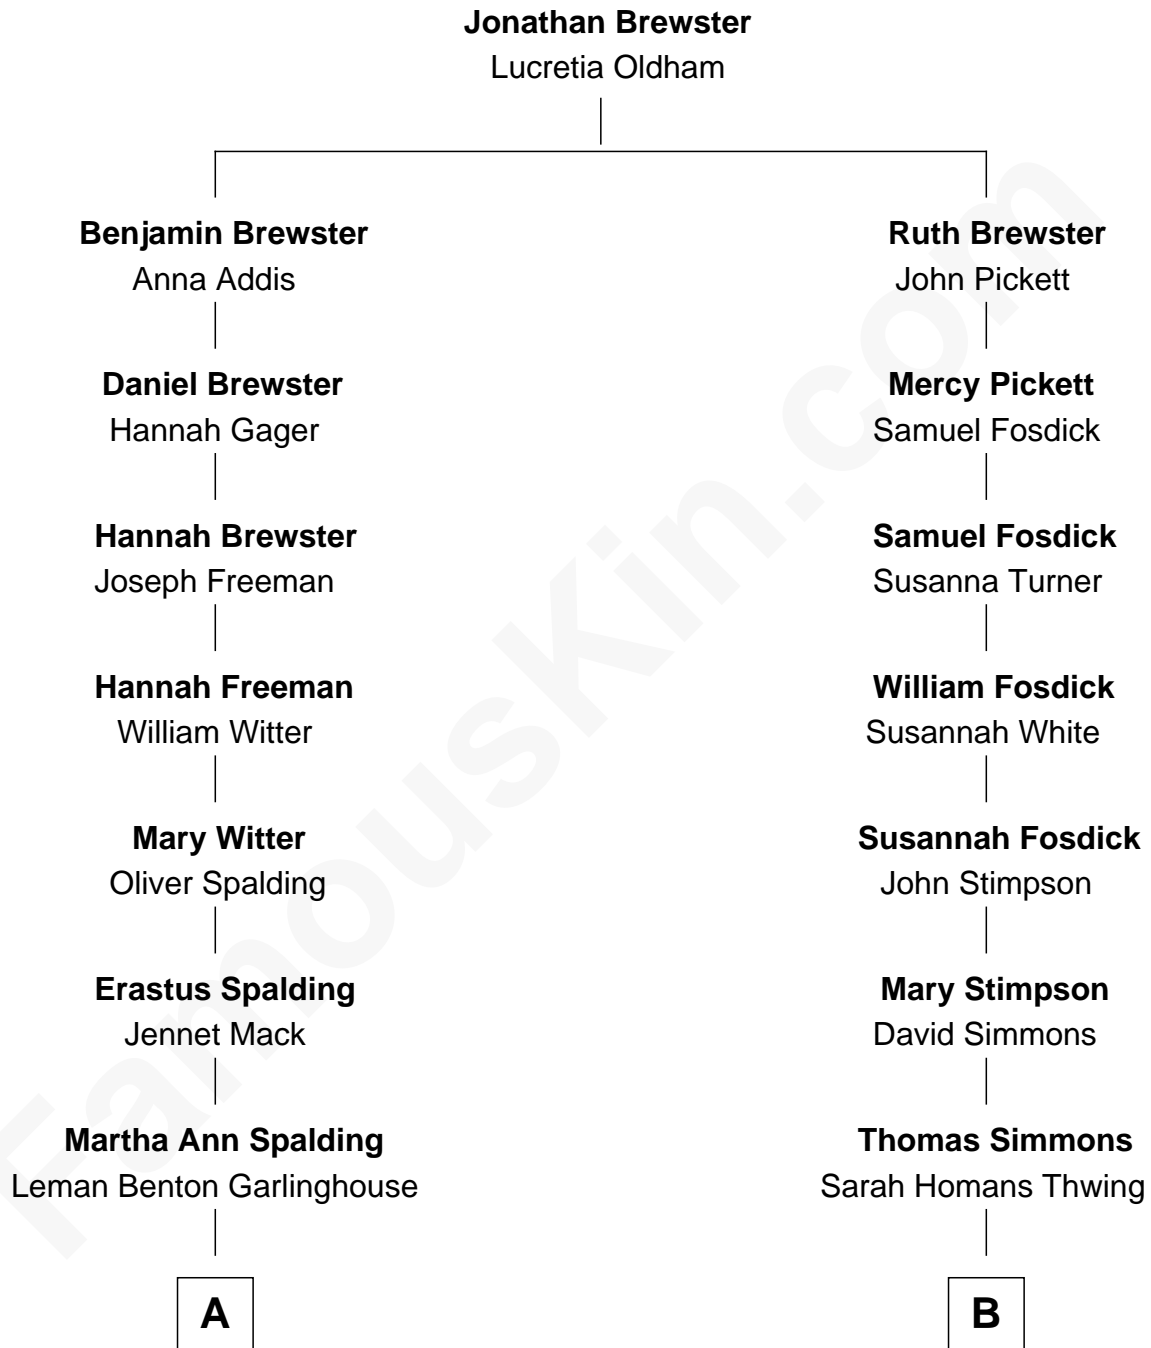 Jonathan Brewster
Lucretia Oldham
Benjamin Brewster
Anna Addis
Ruth Brewster
John Pickett
Daniel Brewster
Hannah Gager
Mercy Pickett
Samuel Fosdick
Hannah Brewster
Joseph Freeman
Samuel Fosdick
Susanna Turner
Hannah Freeman
William Witter
William Fosdick
Susannah White
Mary Witter
Oliver Spalding
Susannah Fosdick
John Stimpson
Erastus Spalding
Jennet Mack
Mary Stimpson
David Simmons
Martha Ann Spalding
Leman Benton Garlinghouse
Thomas Simmons
Sarah Homans Thwing
A
B
FamousKin.com